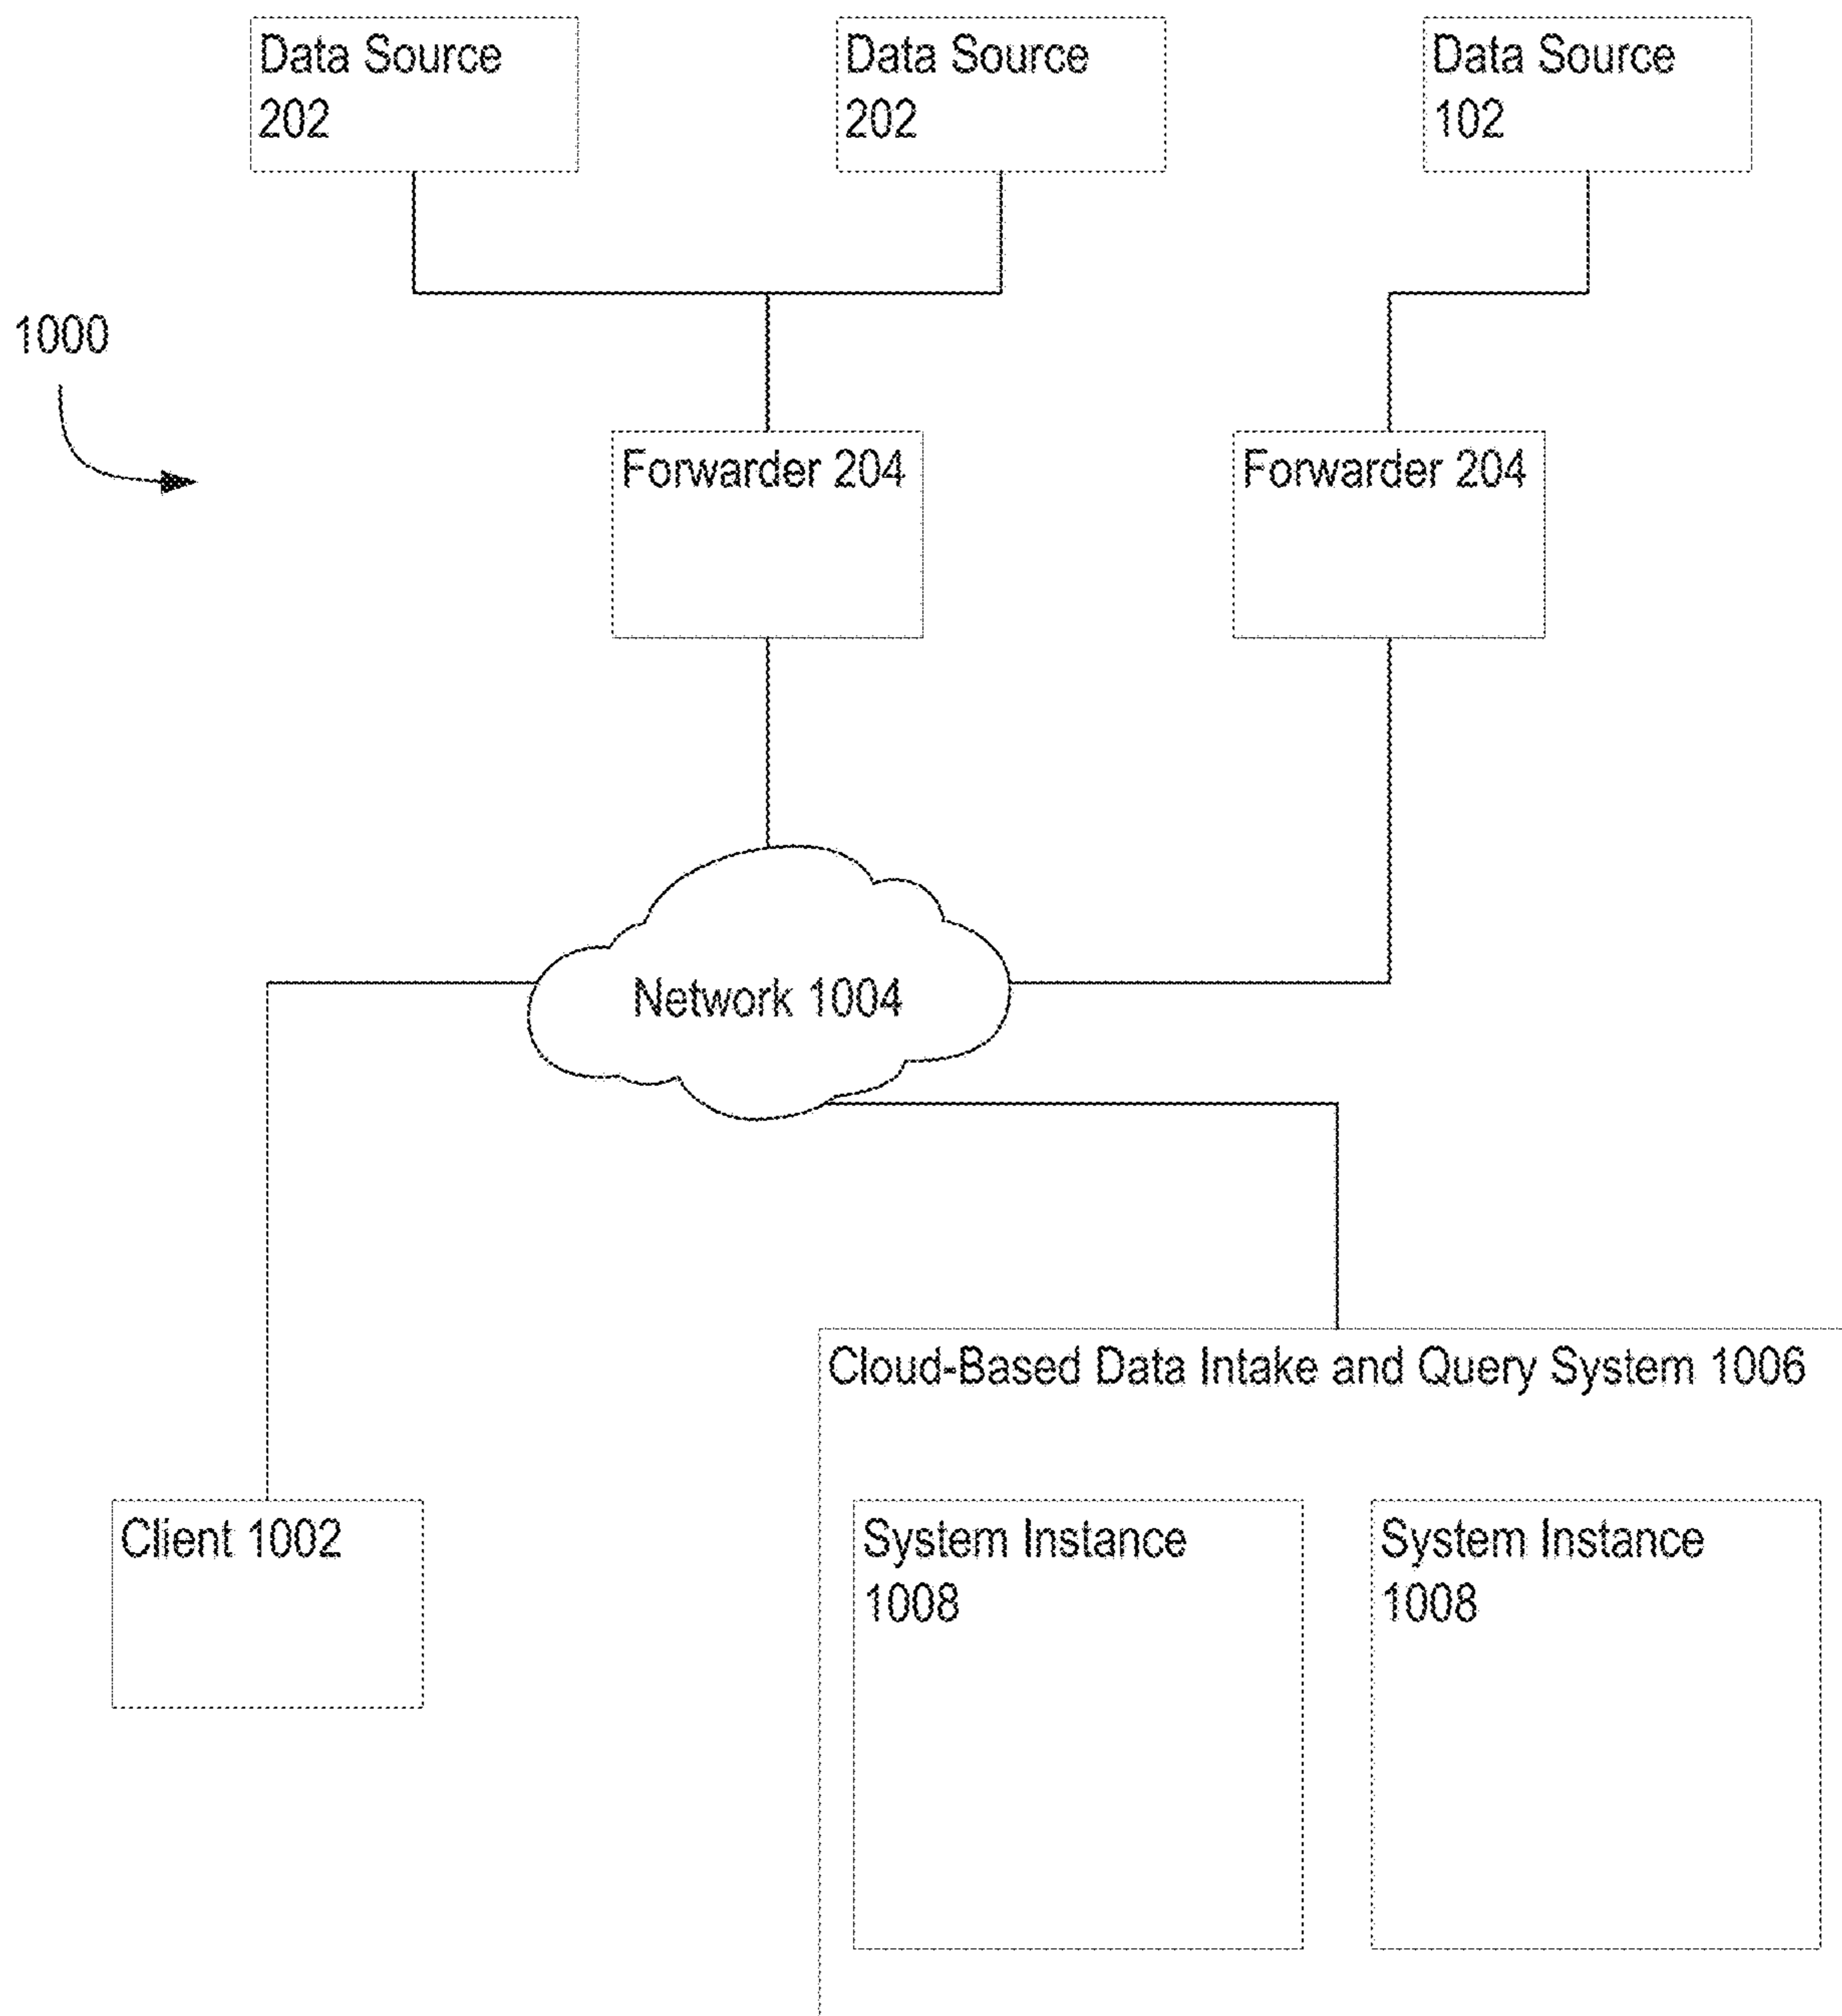 Data Source
202
Data Source
202
Data Source
102
1000
Forwarder 204
Forwarder 204
Network 1004
Cloud-Based Data Intake and Query System 1006
Client 1002
System Instance
1008
System Instance
1008